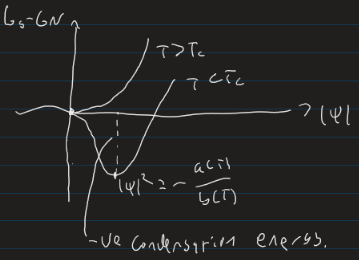 Gs-GN
T>Tc
T<Tc
|ψ|
|ψ|² = - a(T)/b(T)
-ve condensation energy.